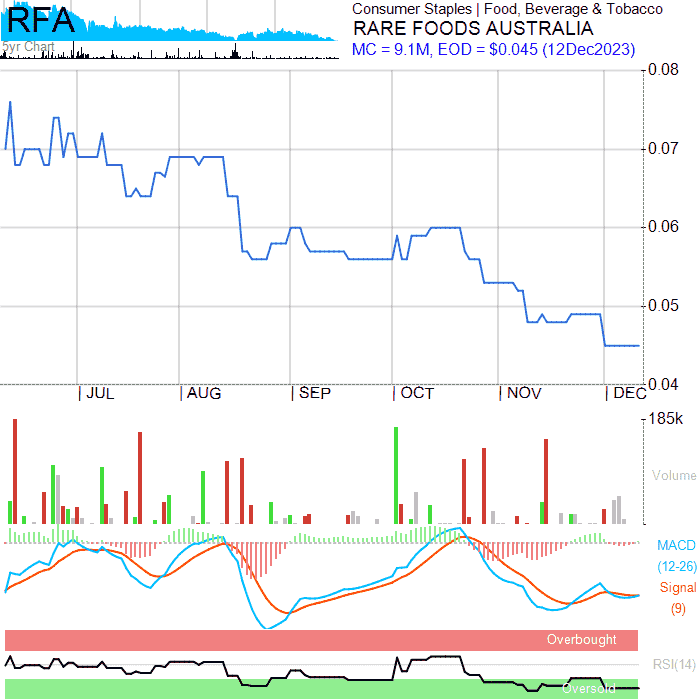 RFA
5yr Chart
Consumer Staples | Food, Beverage & Tobacco
RARE FOODS AUSTRALIA
MC = 9.1M, EOD = $0.045 (12Dec2023)
0.08
0.07
0.06
0.05
0.04
| JUL | AUG | SEP | OCT | NOV | DEC
185k
Volume
MACD
(12-26)
Signal
(9)
Overbought
RSI(14)
Oversold